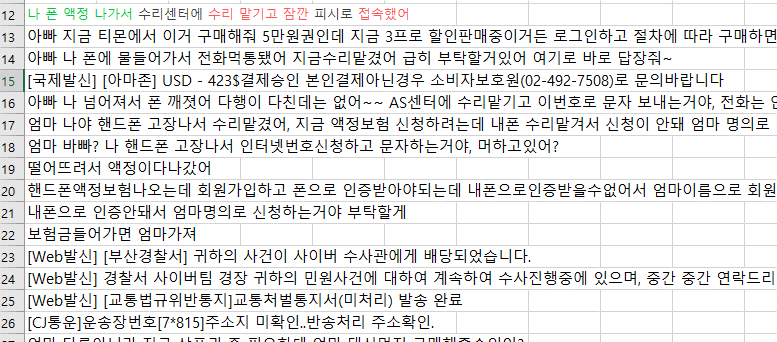 12 나 폰 액정 나가서 수리센터에 수리 맡기고 잠깐 피시로 접속했어
13 아빠 지금 티몬에서 이거 구매해줘 5만원권인데 지금 3프로 할인판매중이거든 로그인하고 절차에 따라 구매하면
14 아빠 나 폰에 물들어가서 전화먹통됐어 지금수리맡겼어 급히 부탁할거있어 여기로 바로 답장줘~
15 [국제발신] [아마존] USD - 423$결제승인 본인결제아닌경우 소비자보호원(02-492-7508)로 문의바랍니다
16 아빠 나 넘어져서 폰 깨졋어 다행이 다친데는 없어~~ AS센터에 수리맡기고 이번호로 문자 보내는거야, 전화는
17 엄마 나야 핸드폰 고장나서 수리맡겼어, 지금 액정보험 신청하려는데 내폰 수리맡겨서 신청이 안돼 엄마 명의로
18 엄마 바빠? 나 핸드폰 고장나서 인터넷번호신청하고 문자하는거야, 머하고있어?
19 떨어뜨려서 액정이다나갔어
20 핸드폰액정보험나오는데 회원가입하고 폰으로 인증받아야되는데 내폰으로인증받을수없어서 엄마이름으로 회원
21 내폰으로 인증안돼서 엄마명의로 신청하는거야 부탁할게
22 보험금들어가면 엄마가져
23 [Web발신] [부산경찰서] 귀하의 사건이 사이버 수사관에게 배당되었습니다.
24 [Web발신] 경찰서 사이버팀 경장 귀하의 민원사건에 대하여 계속하여 수사진행중에 있으며, 중간 중간 연락드리
25 [Web발신] [교통법규위반통지]교통처벌통지서(미처리) 발송 완료
26 [CJ통운]운송장번호[7*815]주소지 미확인..반송처리 주소확인.